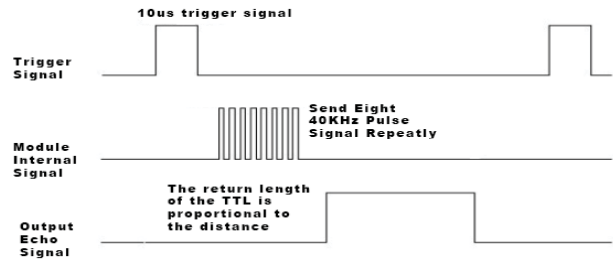 10us trigger signal
Trigger
Signal
Send Eight
40KHz Pulse
Signal Repeatly
Module
Internal
Signal
The return length
of the TTL is
proportional to
the distance
Output
Echo
Signal